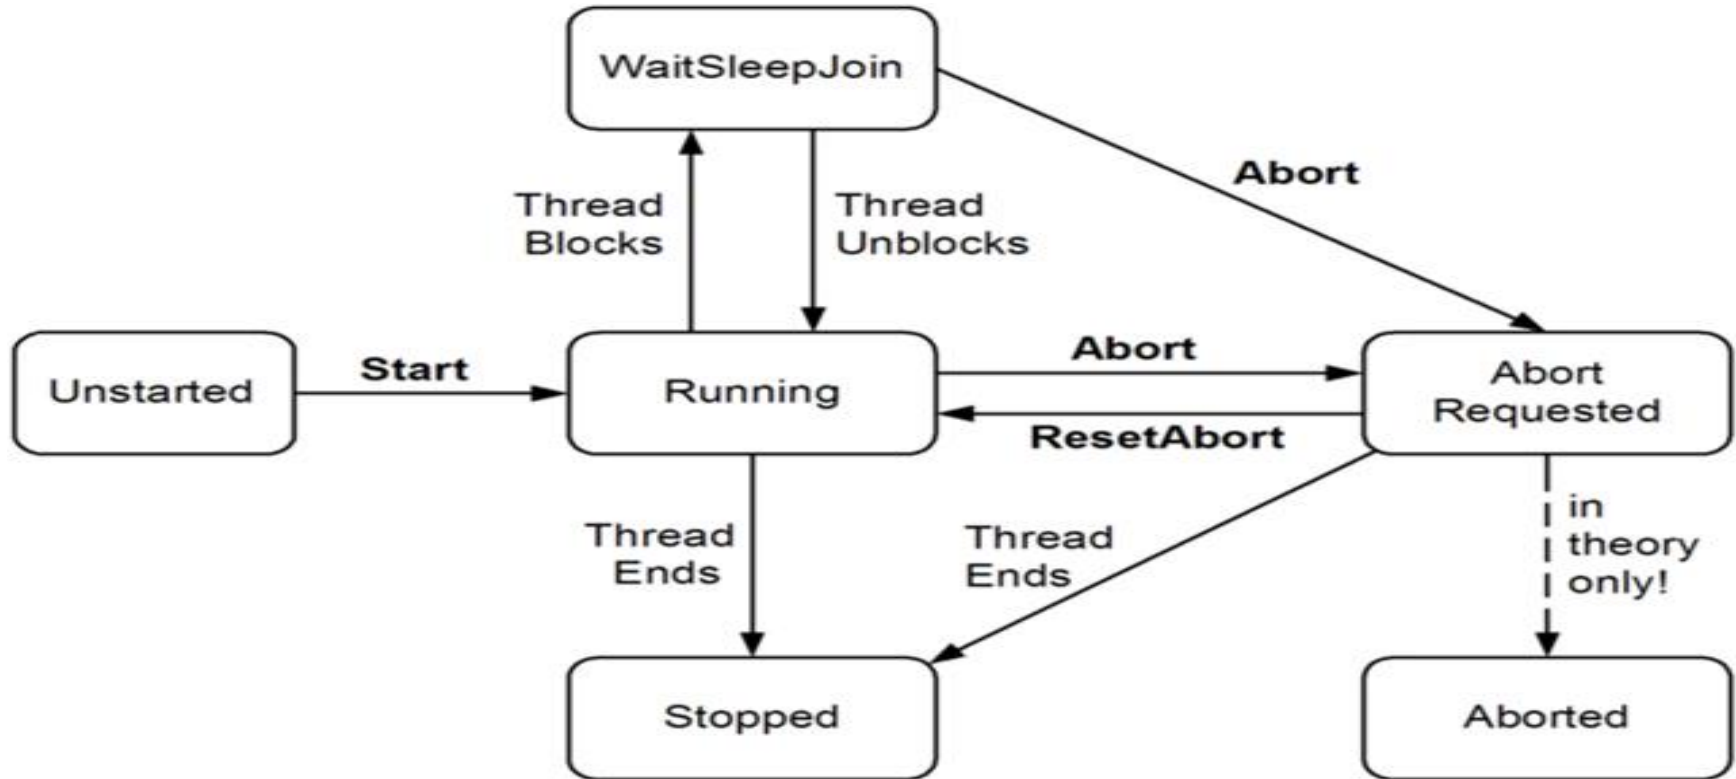 WaitSleepJoin
Abort
Thread
Blocks
Thread
Unblocks
Unstarted
Start
Running
Abort
ResetAbort
Abort
Requested
Thread
Ends
Thread
Ends
in
theory
only!
Stopped
Aborted